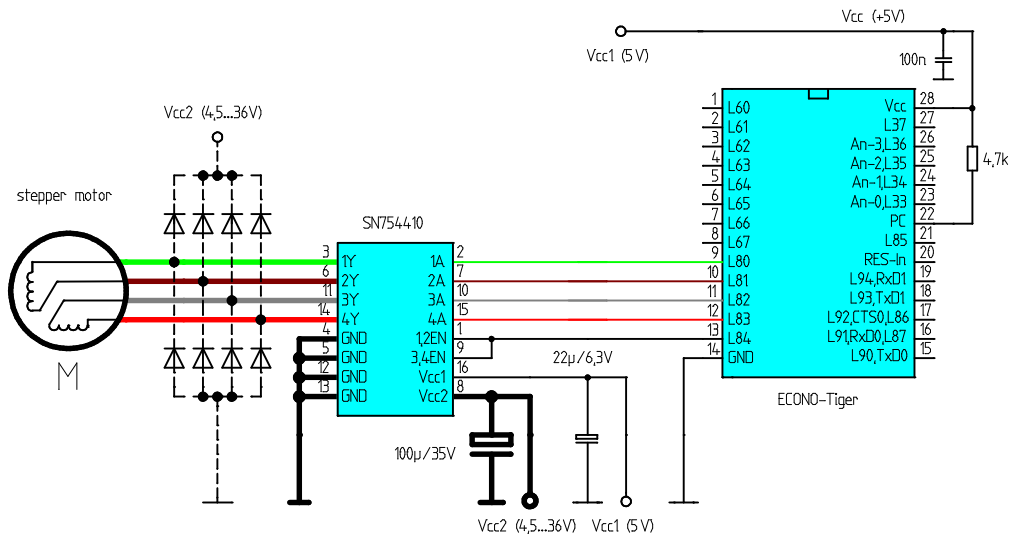 Vcc (+5V)
Vcc1 (5V)
100n
4,7k
Vcc2 (4,5...36V)
stepper motor
M
SN754410
3 1Y 1A 2
6 2Y 2A 7
11 3Y 3A 10
14 4Y 4A 15
4 GND 1,2EN 1
5 GND 3,4EN 9
12 GND Vcc1 16
13 GND Vcc2 8
1 L60 Vcc 28
2 L61 L37 27
3 L62 An-3,L36 26
4 L63 An-2,L35 25
5 L64 An-1,L34 24
6 L65 An-0,L33 23
7 L66 PC 22
8 L67 L85 21
9 L80 RES-In 20
10 L81 L94,RxD1 19
11 L82 L93,TxD1 18
12 L83 L92,CTS0,L86 17
13 L84 L91,RxD0,L87 16
14 GND L90,TxD0 15
ECONO-Tiger
22µ/6,3V
100µ/35V
Vcc2 (4,5...36V)
Vcc1 (5V)